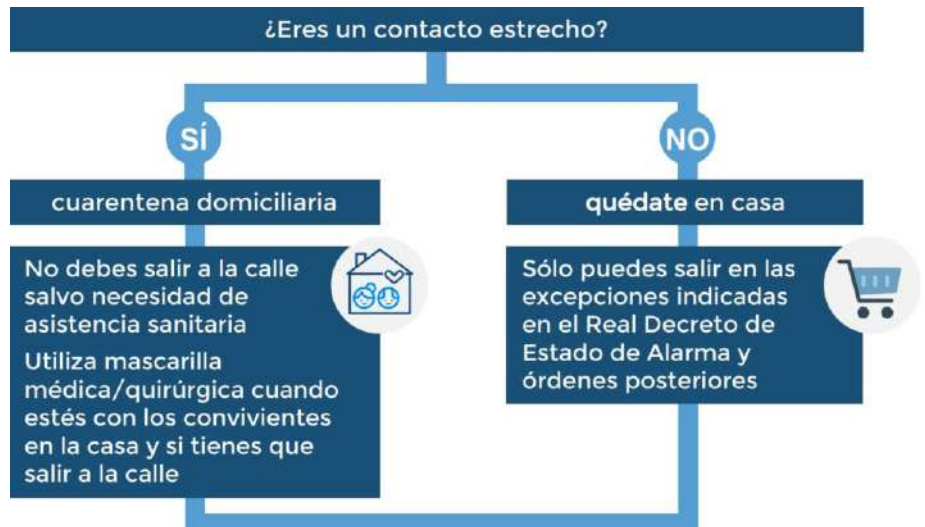 ¿Eres un contacto estrecho?
SÍ
NO
cuarentena domiciliaria
quédate en casa
No debes salir a la calle
salvo necesidad de
asistencia sanitaria
Utiliza mascarilla
médica/quirúrgica cuando
estés con los convivientes
en la casa y si tienes que
salir a la calle
Sólo puedes salir en las
excepciones indicadas
en el Real Decreto de
Estado de Alarma y
órdenes posteriores